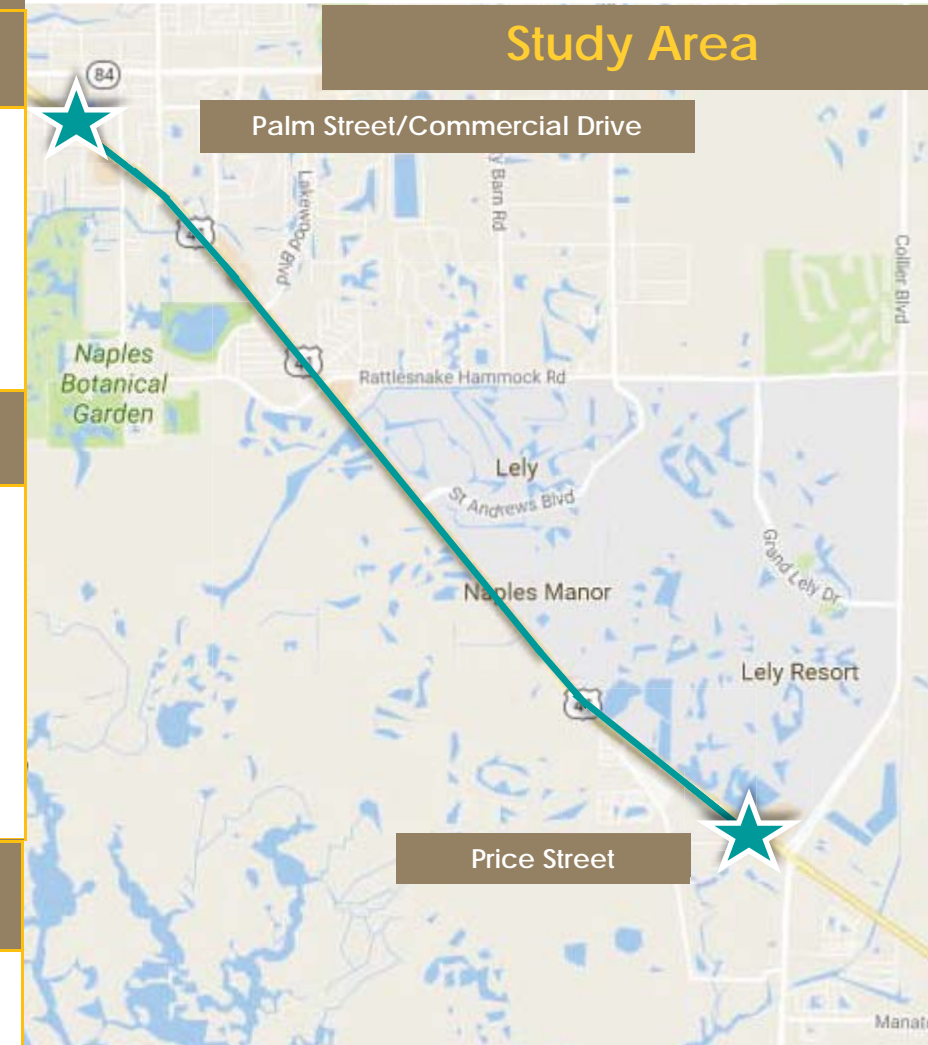 Study Area
84
Palm Street/Commercial Drive
Lakewood Blvd
Barn Rd
Collier Blvd
41
Naples
Botanical
Garden
41
Rattlesnake Hammock Rd
Lely
St Andrews Blvd
Grand Lely Dr
Naples Manor
Lely Resort
41
Price Street